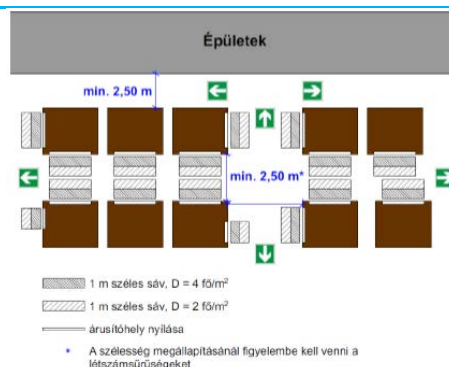 Épületek
min. 2,50 m
min. 2,50 m*
1 m széles sáv, D = 4 fő/m²
1 m széles sáv, D = 2 fő/m²
árusítóhely nyílása
* A szélesség megállapításánál figyelembe kell venni a
létszámsűrűségeket